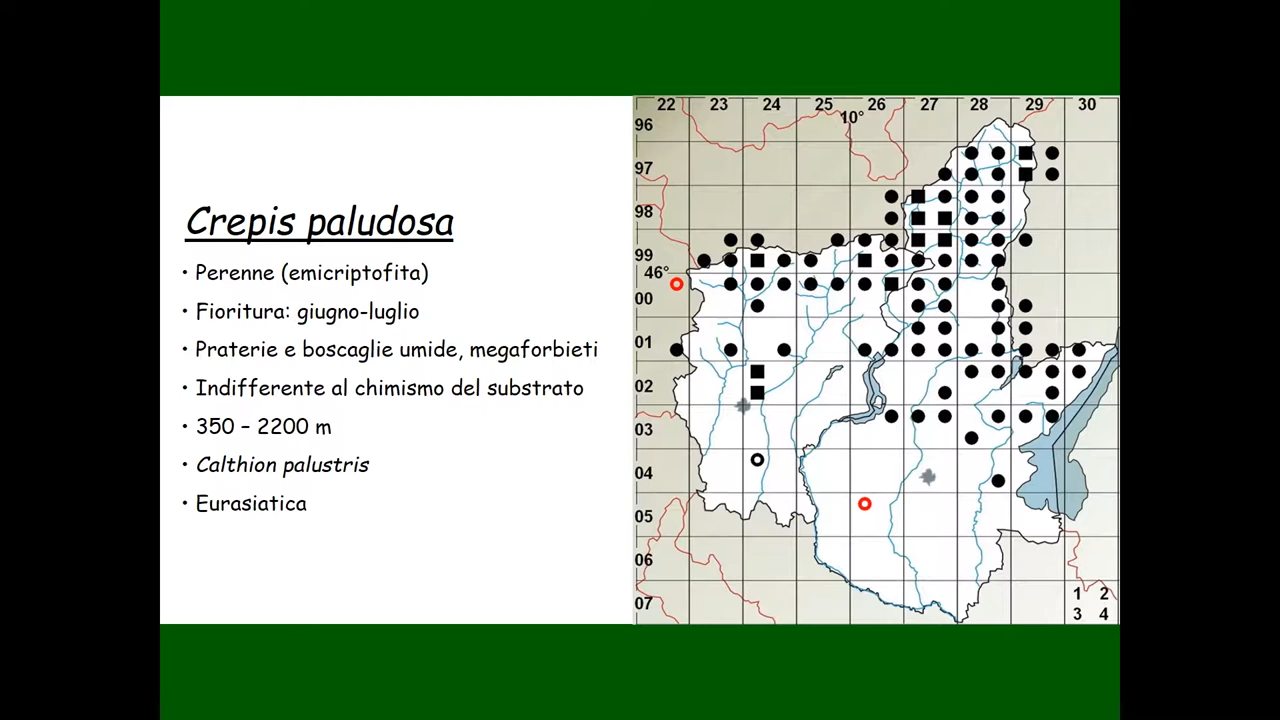 Crepis paludosa
• Perenne (emicriptofita)
• Fioritura: giugno-luglio
• Praterie e boscaglie umide, megaforbieti
• Indifferente al chimismo del substrato
• 350 – 2200 m
• Calthion palustris
• Eurasiatica
22 23 24 25 26 27 28 29 30
10°
96
97
98
99
46°
00
01
02
03
04
05
06
07
1 2
3 4